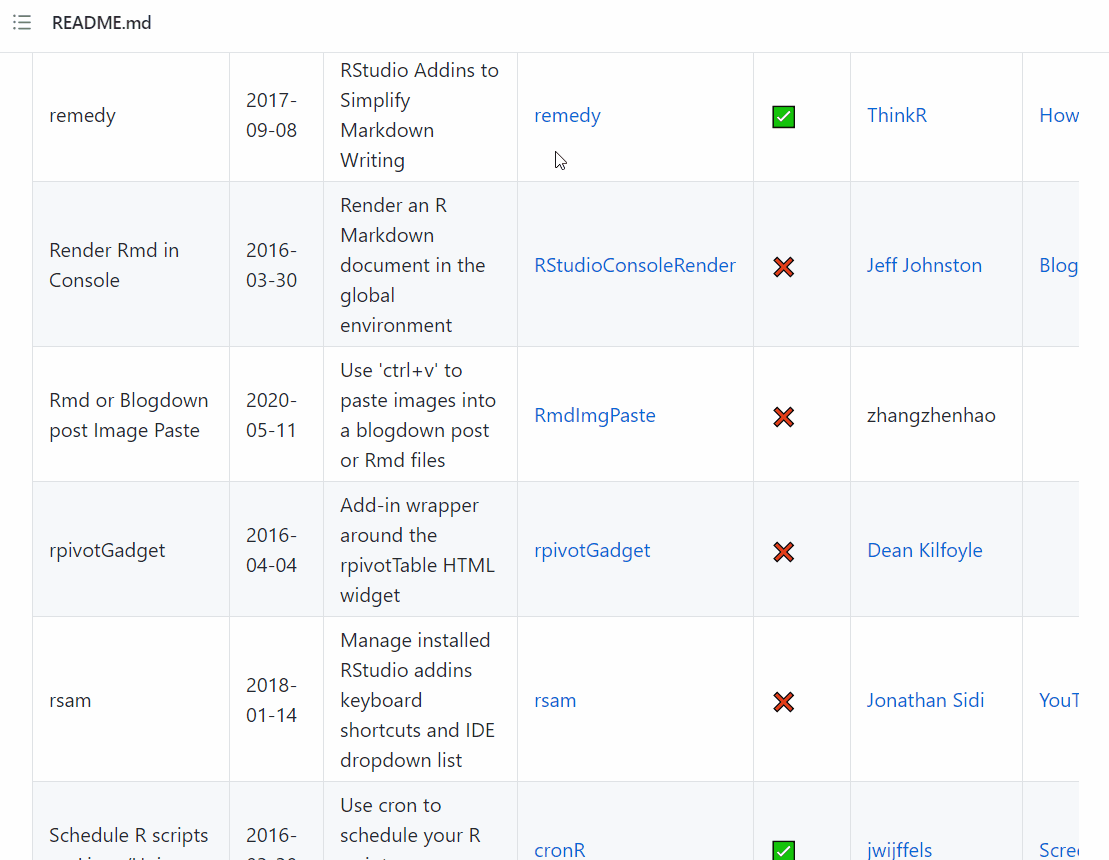 README.md
remedy
2017-
09-08
RStudio Addins to
Simplify
Markdown
Writing
remedy
ThinkR
How
Render Rmd in
Console
2016-
03-30
Render an R
Markdown
document in the
global
environment
RStudioConsoleRender
Jeff Johnston
Blog
Rmd or Blogdown
post Image Paste
2020-
05-11
Use 'ctrl+v' to
paste images into
a blogdown post
or Rmd files
RmdImgPaste
zhangzhenhao
rpivotGadget
2016-
04-04
Add-in wrapper
around the
rpivotTable HTML
widget
rpivotGadget
Dean Kilfoyle
rsam
2018-
01-14
Manage installed
RStudio addins
keyboard
shortcuts and IDE
dropdown list
rsam
Jonathan Sidi
YouT
Schedule R scripts
2016-
Use cron to
schedule your R
cronR
jwijffels
Scre